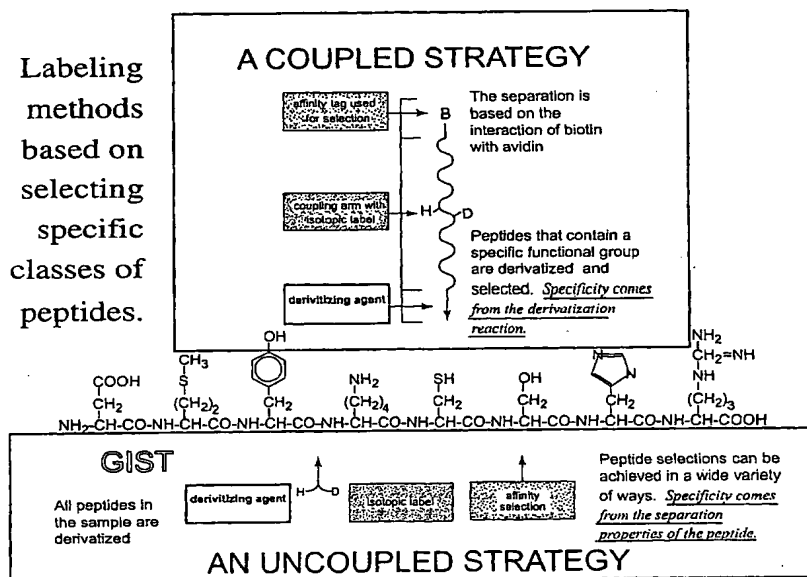 Labeling
methods
based on
selecting
specific
classes of
peptides.
A COUPLED STRATEGY
affinity tag used
for selection
B
The separation is
based on the
interaction of biotin
with avidin
coupling arm with
isotopic label
H
D
Peptides that contain a
specific functional group
are derivatized and
selected. Specificity comes
from the derivatization
reaction.
derivitizing agent
COOH
CH₂
CH₃
S
(CH₂)₂
OH
CH₂
NH₂
(CH₂)₄
SH
CH₂
OH
CH₂
N
N
CH₂
NH₂
CH₂=NH
NH
(CH₂)₃
NH₂-CH-CO-NH-CH-CO-NH-CH-CO-NH-CH-CO-NH-CH-CO-NH-CH-CO-NH-CH-CO-NH-CH-COOH
GIST
All peptides in
the sample are
derivatized
derivitizing agent
H
D
isotopic label
affinity
selection
Peptide selections can be
achieved in a wide variety
of ways. Specificity comes
from the separation
properties of the peptide.
AN UNCOUPLED STRATEGY